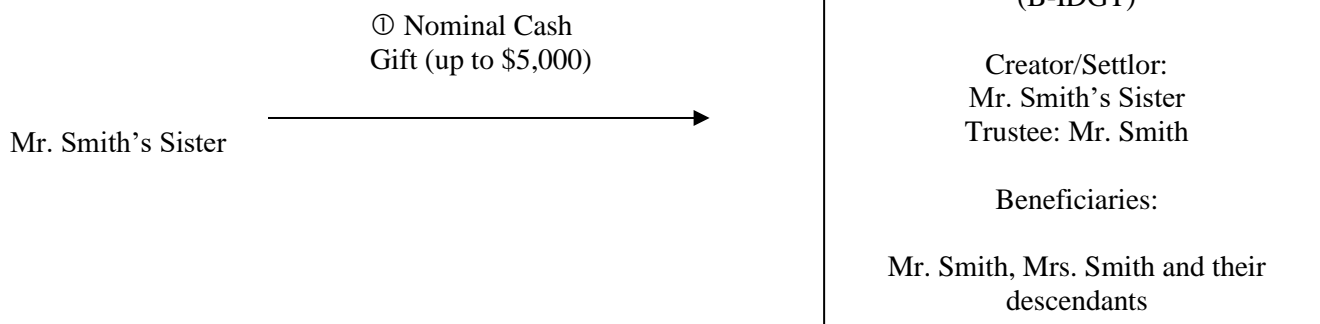 ① Nominal Cash
Gift (up to $5,000)
Mr. Smith’s Sister
Creator/Settlor:
Mr. Smith’s Sister
Trustee: Mr. Smith
Beneficiaries:
Mr. Smith, Mrs. Smith and their
descendants